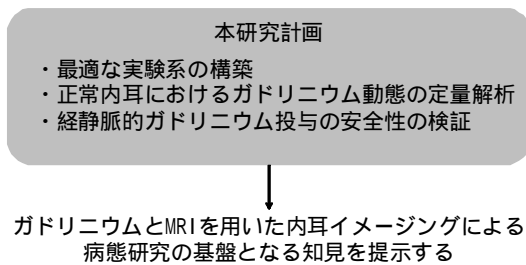 本研究計画
・最適な実験系の構築
・正常内耳におけるガドリニウム動態の定量解析
・経静脈的ガドリニウム投与の安全性の検証
ガドリニウムとMRIを用いた内耳イメージングによる
病態研究の基盤となる知見を提示する